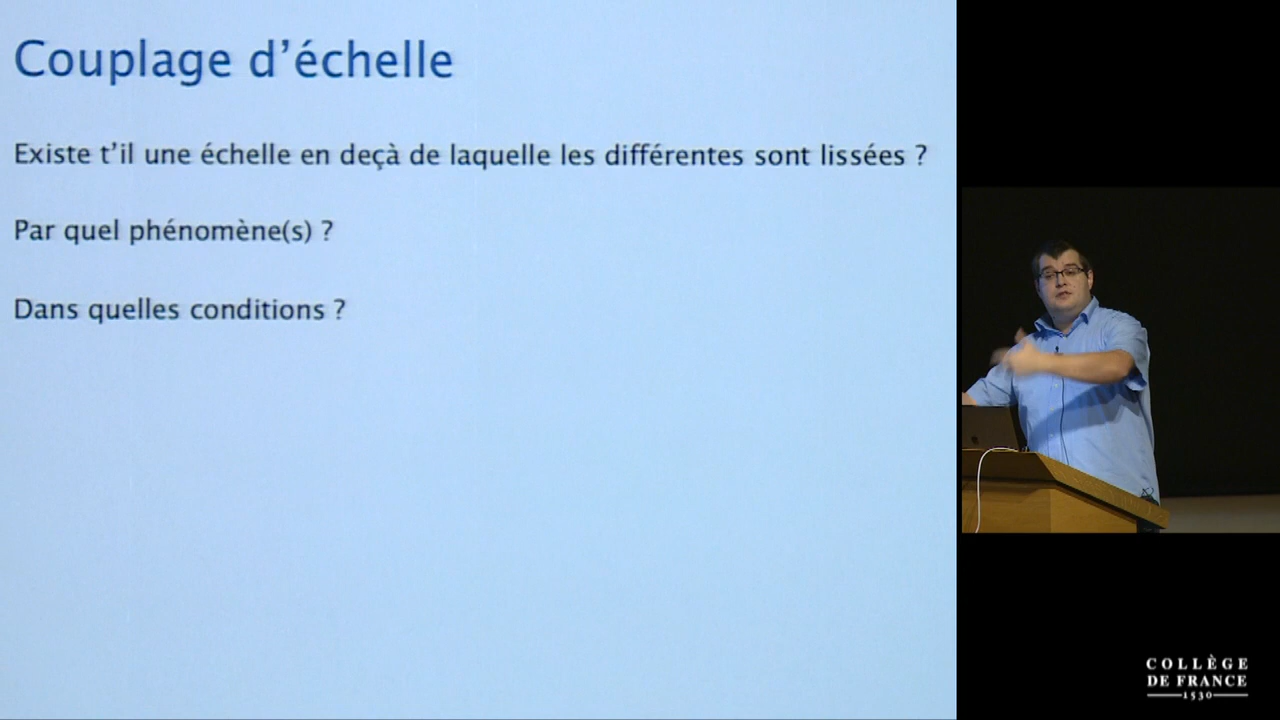 Couplage d'échelle
Existe t'il une échelle en deçà de laquelle les différentes sont lissées ?
Par quel phénomène(s) ?
Dans quelles conditions ?
COLLÈGE
DE FRANCE
1530